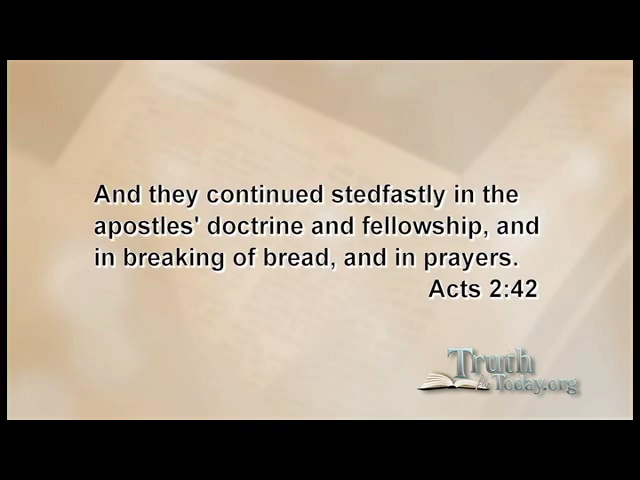 And they continued stedfastly in the
apostles' doctrine and fellowship, and
in breaking of bread, and in prayers.
Acts 2:42
Truth
for Today.org